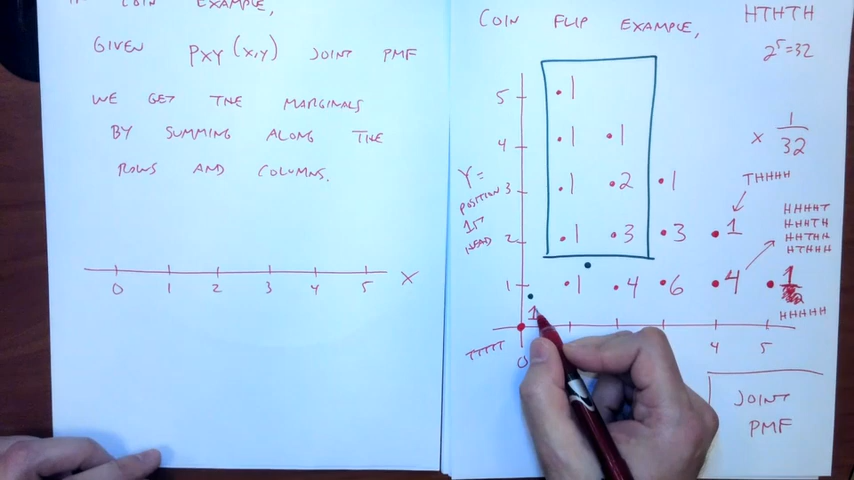 COIN EXAMPLE,
GIVEN PXY (x,y) JOINT PMF
WE GET THE MARGINALS
BY SUMMING ALONG THE
ROWS AND COLUMNS.
0 1 2 3 4 5 X
COIN FLIP EXAMPLE,
HTHTH
2^5=32
x 1/32
Y=
POSITION
1ST
HEAD
5 1
4 1 1
3 1 2 1
2 1 3 3 1
1 1 4 6 4 1
1
THHHH
HHHHT
HHHTH
HHTHH
HTHHH
HHHHH
TTTTT
0 4 5
JOINT
PMF